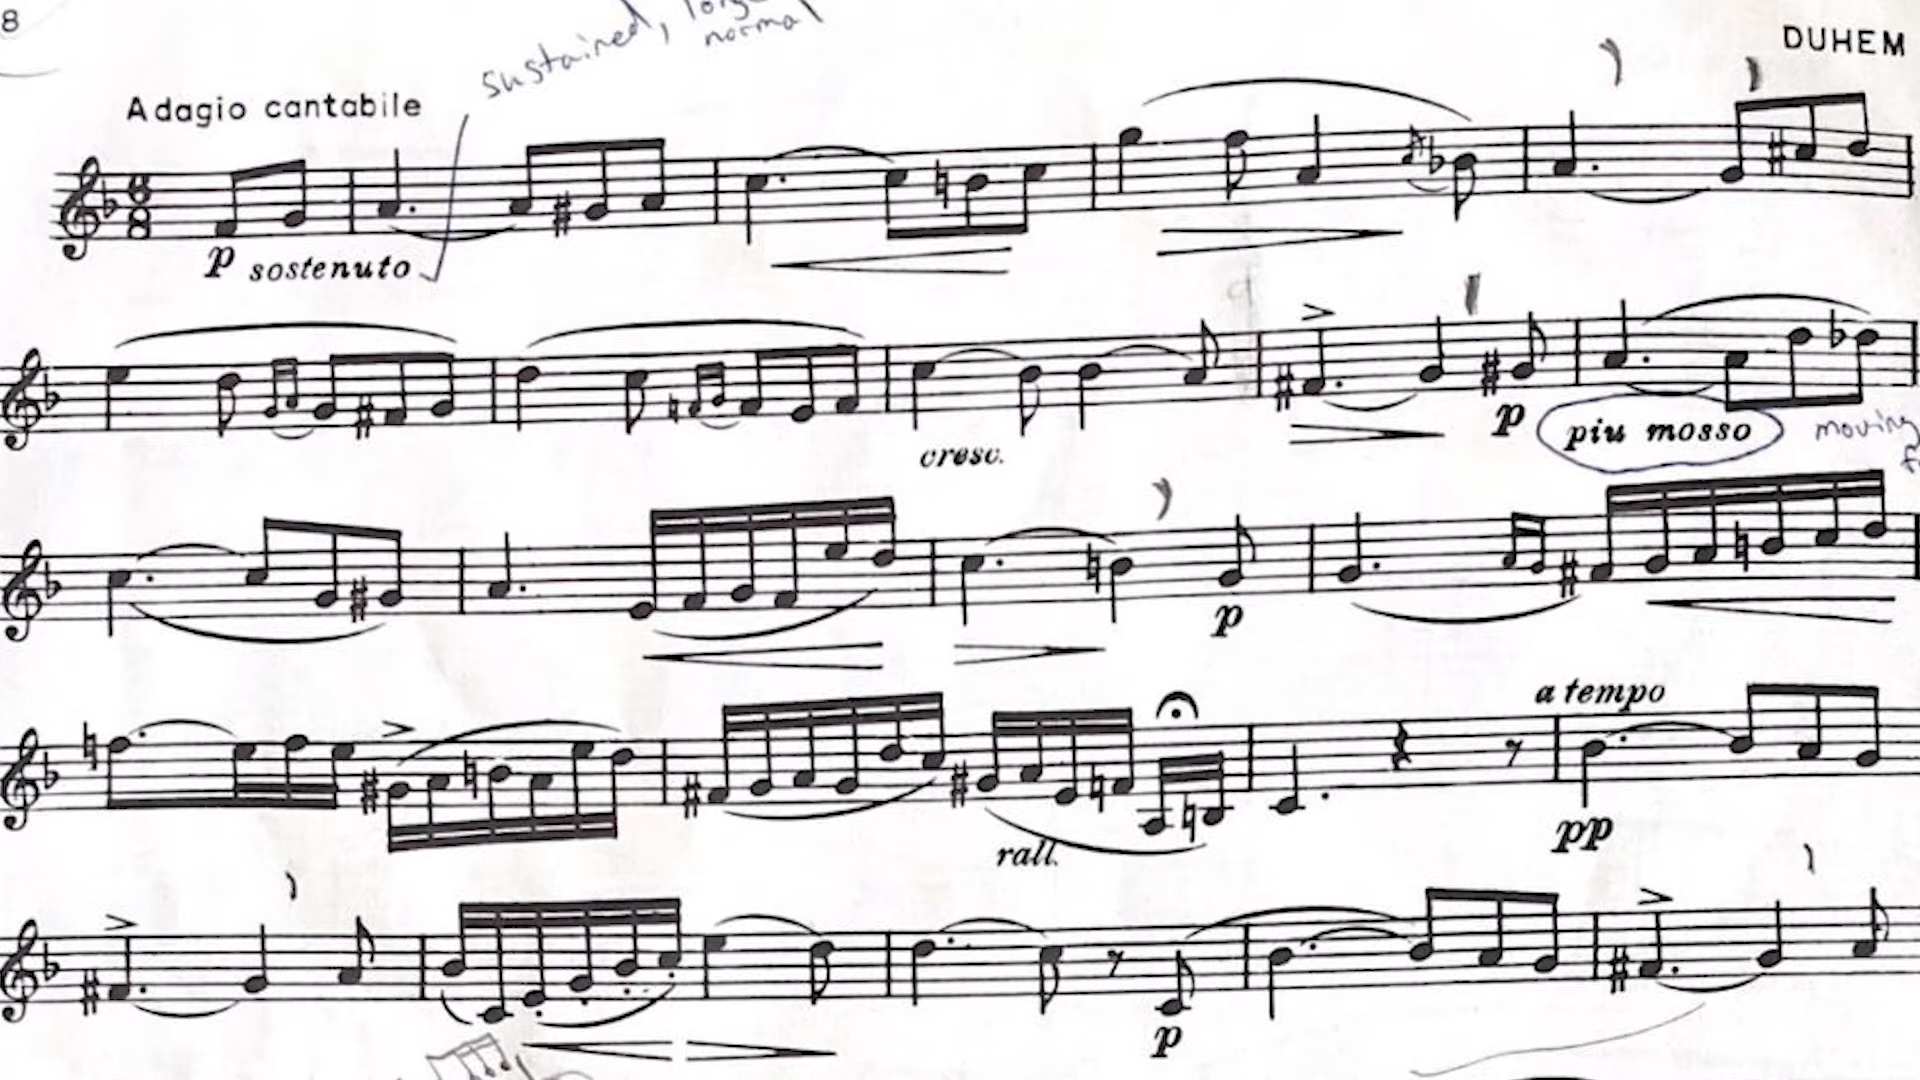 8
sustained,
normal
DUHEM
Adagio cantabile
p sostenuto
cresc.
p piu mosso moving
p
a tempo
rall.
pp
p